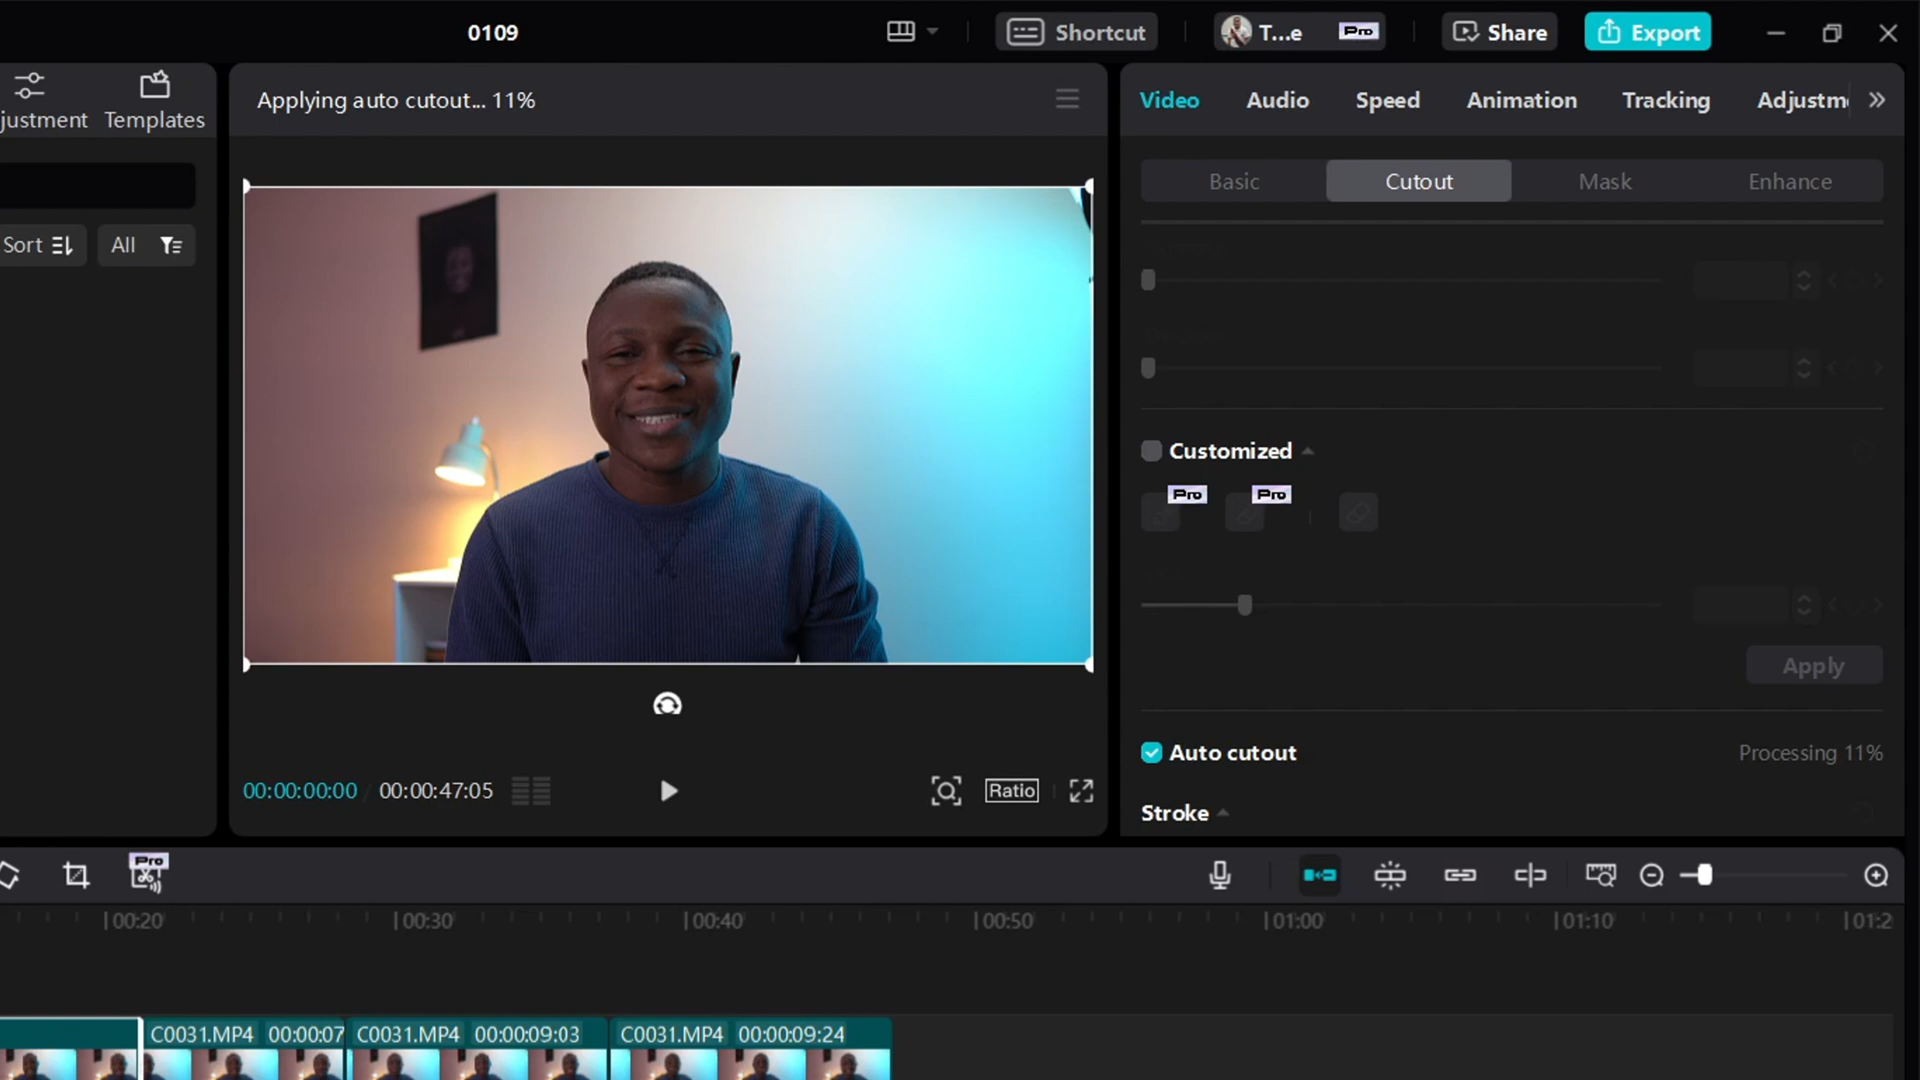 0109
Shortcut
T...e
Pro
Share
Export
justment
Templates
Sort
All
Applying auto cutout... 11%
00:00:00:00 / 00:00:47:05
Ratio
Video
Audio
Speed
Animation
Tracking
Adjustm
Basic
Cutout
Mask
Enhance
Customized
Pro
Pro
Apply
Auto cutout
Processing 11%
Stroke
Pro
00:20
00:30
00:40
00:50
01:00
01:10
01:2
C0031.MP4 00:00:07
C0031.MP4 00:00:09:03
C0031.MP4 00:00:09:24